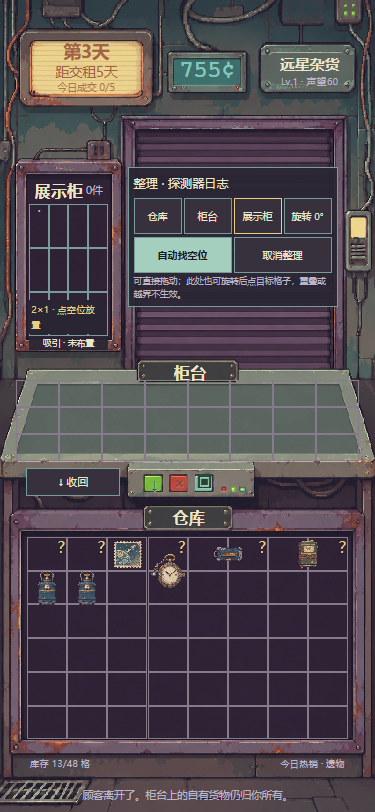 第3天
距交租5天
今日成交 0/5
755¢
远星杂货
Lv.1 · 声望60
展示柜 0件
2×1 · 点空位放
置
吸引 · 未布置
整理 · 探测器日志
仓库
柜台
展示柜
旋转 0°
自动找空位
取消整理
可直接拖动；此处也可旋转后点目标格子，重叠或
越界不生效。
柜台
↓收回
仓库
? ? ? ? ?
库存 13/48 格
今日热销 · 遗物
顾客离开了。柜台上的自有货物仍归你所有。